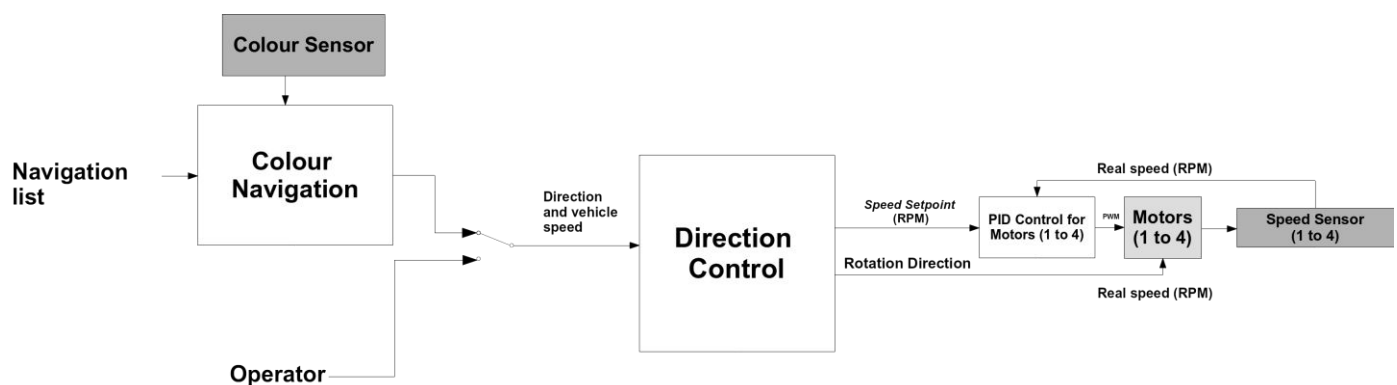 Colour Sensor
Navigation
list
Colour
Navigation
Direction
and vehicle
speed
Operator
Direction
Control
Speed Setpoint
(RPM)
Rotation Direction
Real speed (RPM)
PID Control for
Motors (1 to 4)
PWM
Motors
(1 to 4)
Speed Sensor
(1 to 4)
Real speed (RPM)